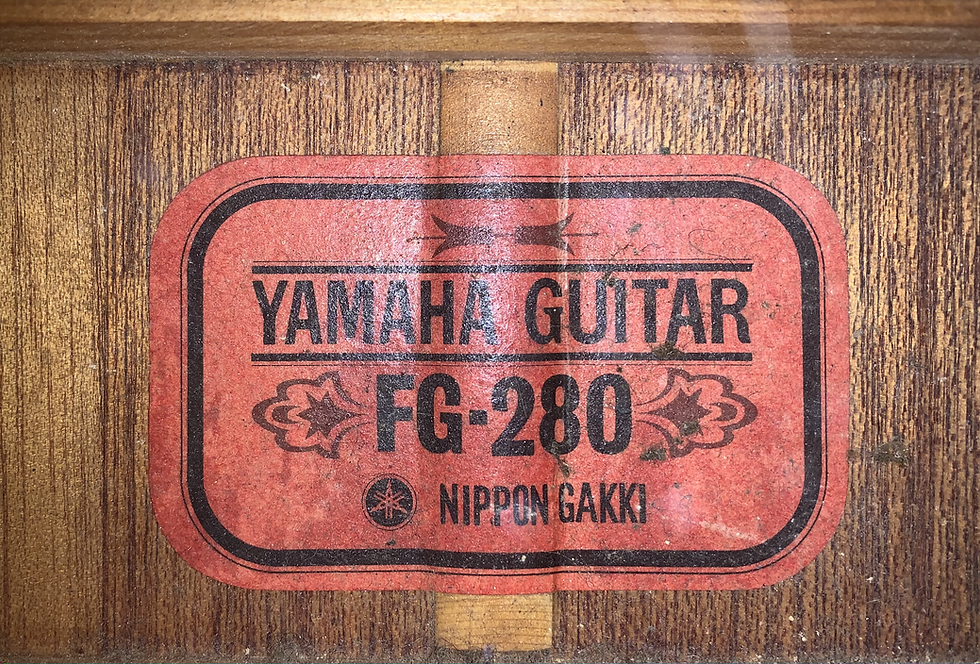 YAMAHA GUITAR
FG-280
NIPPON GAKKI